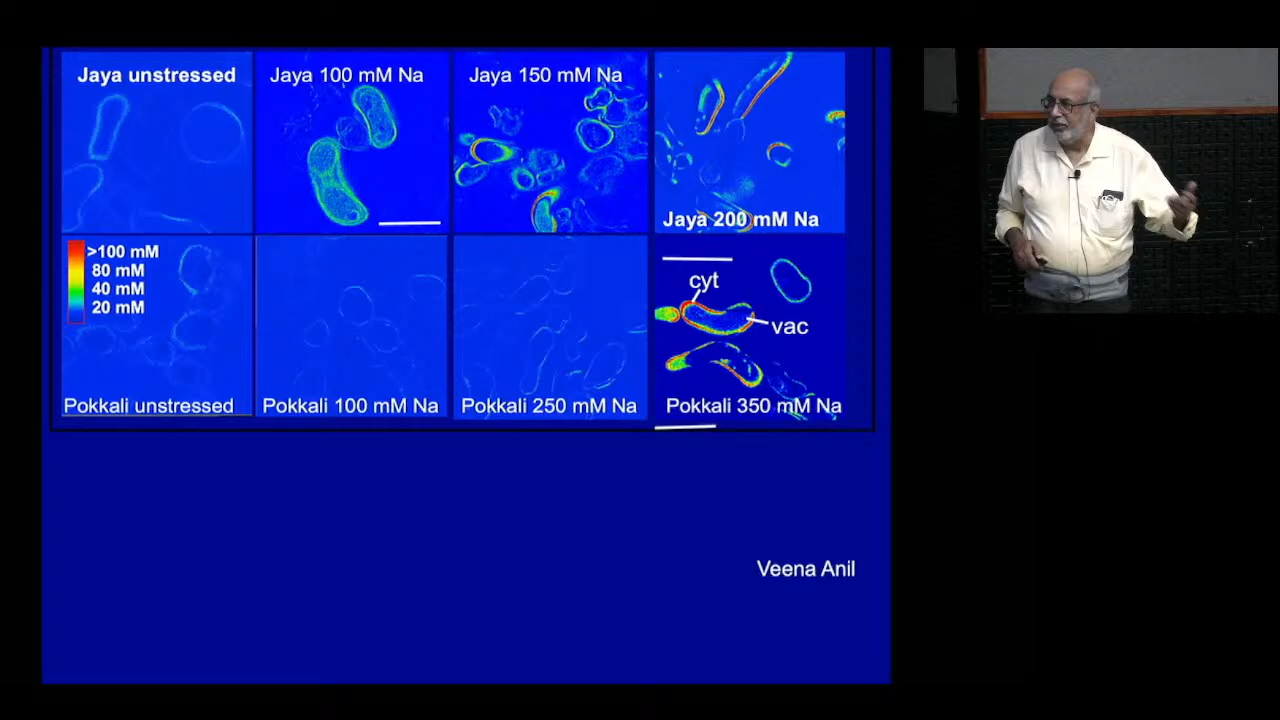 Jaya unstressed
Jaya 100 mM Na
Jaya 150 mM Na
Jaya 200 mM Na
>100 mM
80 mM
40 mM
20 mM
cyt
vac
Pokkali unstressed
Pokkali 100 mM Na
Pokkali 250 mM Na
Pokkali 350 mM Na
Veena Anil